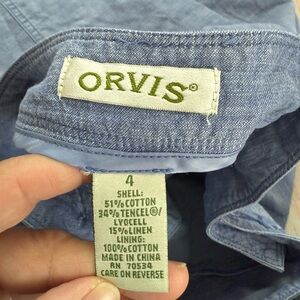 ORVIS®
4
SHELL:
51%COTTON
34%TENCEL®/
LYOCELL
15%LINEN
LINING:
100%COTTON
MADE IN CHINA
RN 70534
CARE ON REVERSE